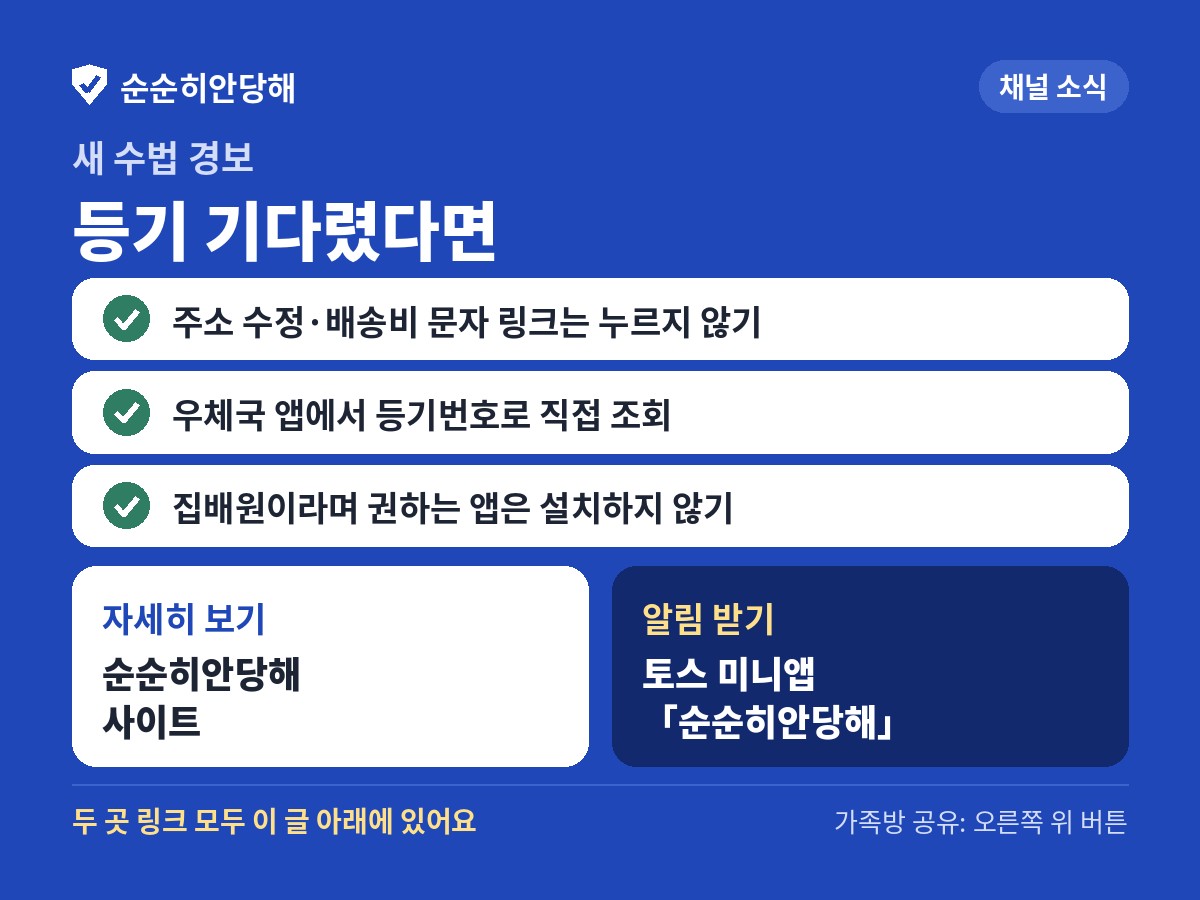 순순히안당해
채널 소식
새 수법 경보
등기 기다렸다면
주소 수정·배송비 문자 링크는 누르지 않기
우체국 앱에서 등기번호로 직접 조회
집배원이라며 권하는 앱은 설치하지 않기
자세히 보기
순순히안당해
사이트
알림 받기
토스 미니앱
「순순히안당해」
두 곳 링크 모두 이 글 아래에 있어요
가족방 공유: 오른쪽 위 버튼